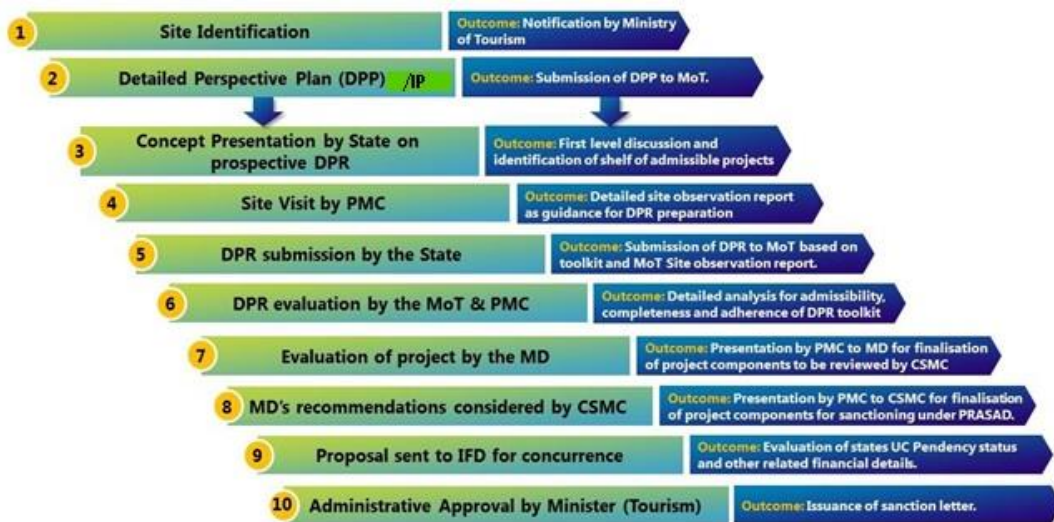 1
Site Identification
Outcome: Notification by Ministry
of Tourism
2
Detailed Perspective Plan (DPP) /IP
Outcome: Submission of DPP to MoT.
3
Concept Presentation by State on
prospective DPR
Outcome: First level discussion and
identification of shelf of admissible projects
4
Site Visit by PMC
Outcome: Detailed site observation report
as guidance for DPR preparation
5
DPR submission by the State
Outcome: Submission of DPR to MoT based on
toolkit and MoT Site observation report.
6
DPR evaluation by the MoT & PMC
Outcome: Detailed analysis for admissibility,
completeness and adherence of DPR toolkit
7
Evaluation of project by the MD
Outcome: Presentation by PMC to MD for finalisation
of project components to be reviewed by CSMC
8
MD's recommendations considered by CSMC
Outcome: Presentation by PMC to CSMC for finalisation
of project components for sanctioning under PRASAD.
9
Proposal sent to IFD for concurrence
Outcome: Evaluation of states UC Pendency status
and other related financial details.
10
Administrative Approval by Minister (Tourism)
Outcome: Issuance of sanction letter.